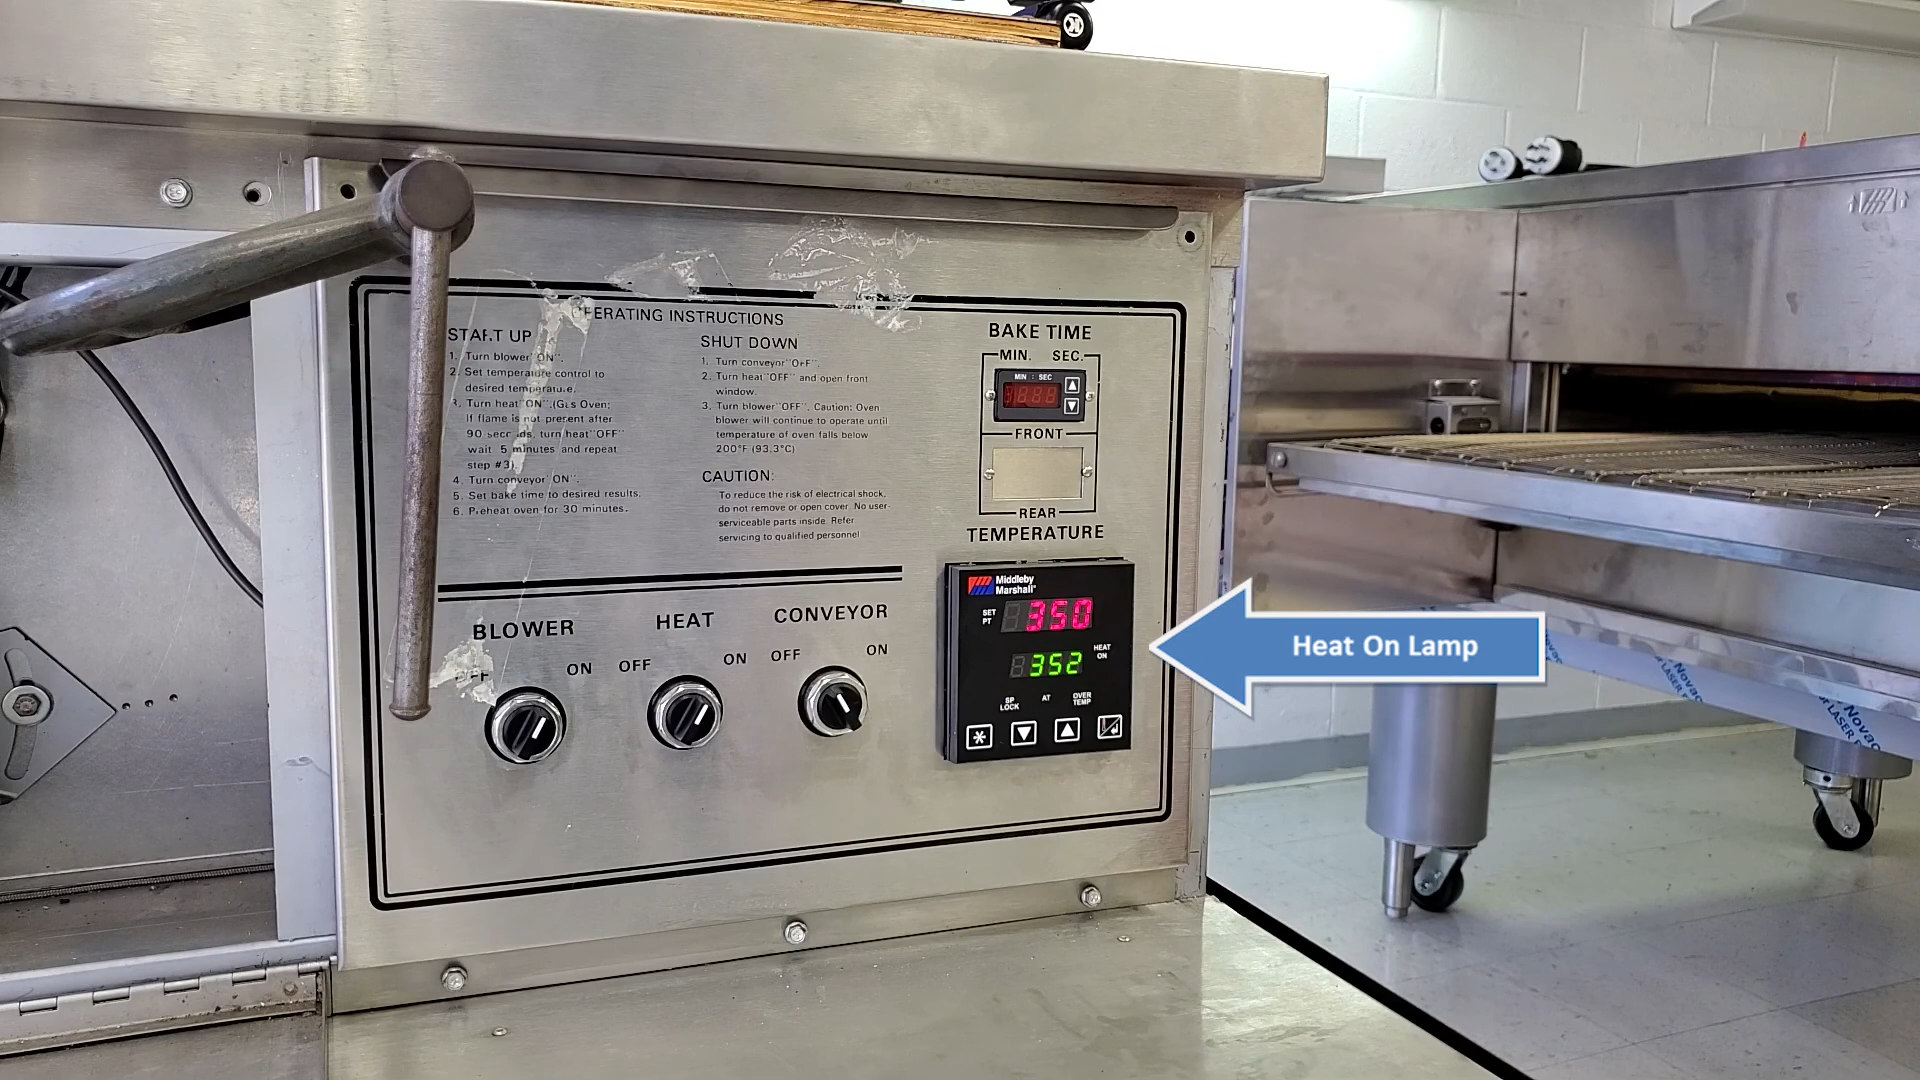 OPERATING INSTRUCTIONS
START UP
1. Turn blower "ON".
2. Set temperature control to
desired temperature.
3. Turn heat "ON". (Gas Oven;
If flame is not present after
90 seconds, turn heat "OFF"
wait 5 minutes and repeat
step #3)
4. Turn conveyor "ON".
5. Set bake time to desired results.
6. Preheat oven for 30 minutes.
SHUT DOWN
1. Turn conveyor "OFF".
2. Turn heat "OFF" and open front
window.
3. Turn blower "OFF". Caution: Oven
blower will continue to operate until
temperature of oven falls below
200°F (93.3°C)
CAUTION:
To reduce the risk of electrical shock,
do not remove or open cover. No user-
serviceable parts inside. Refer
servicing to qualified personnel
BAKE TIME
MIN. SEC.
MIN : SEC
FRONT
REAR
TEMPERATURE
Middleby
Marshall®
SET
PT
350
352
HEAT
ON
SP
LOCK
AT
OVER
TEMP
BLOWER
OFF ON
HEAT
OFF ON
CONVEYOR
OFF ON
Heat On Lamp
Novac
LASER
Novac
or LASER